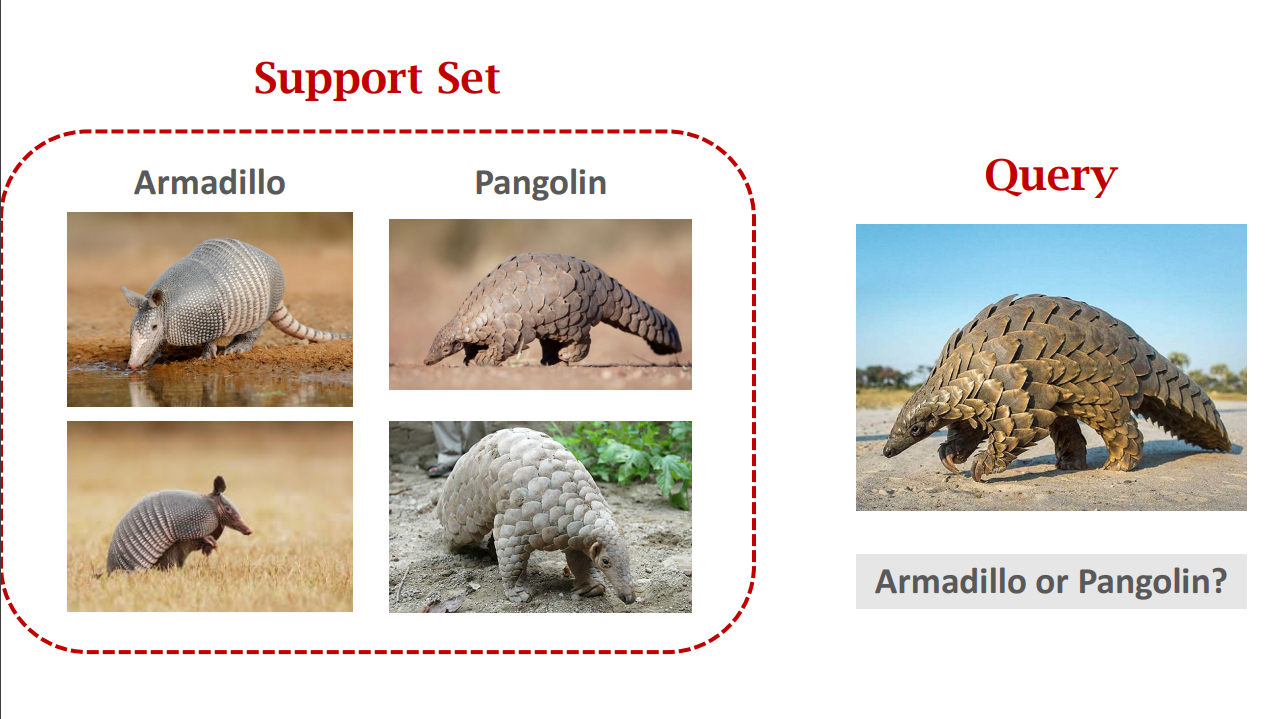 Support Set
Armadillo
Pangolin
Query
Armadillo or Pangolin?